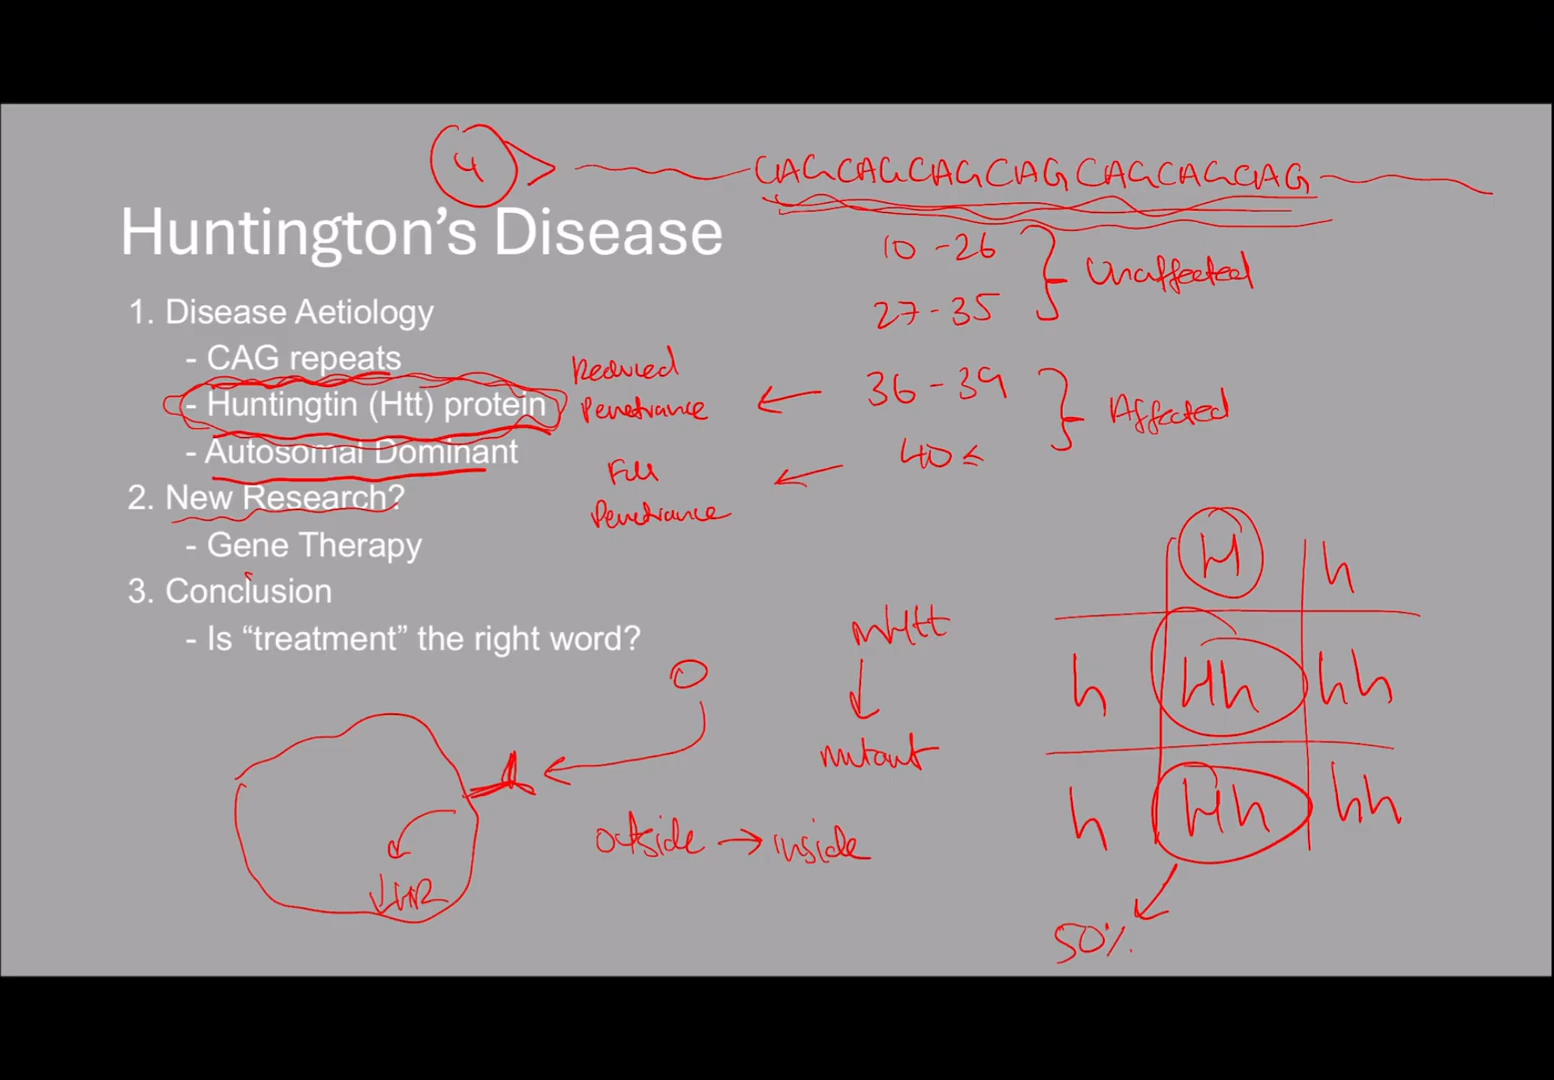 4
CAGCAGCAGCAGCAGCAGCAG
Huntington’s Disease
10 - 26
Unaffected
27 - 35
1. Disease Aetiology
- CAG repeats
- Huntingtin (Htt) protein
- Autosomal Dominant
2. New Research?
- Gene Therapy
3. Conclusion
- Is “treatment” the right word?
Reduced
Penetrance
36 - 39
Affected
40 ≤
Full
Penetrance
H h
h Hh hh
h Hh hh
50%
mHtt
mutant
outside → inside
↓HR